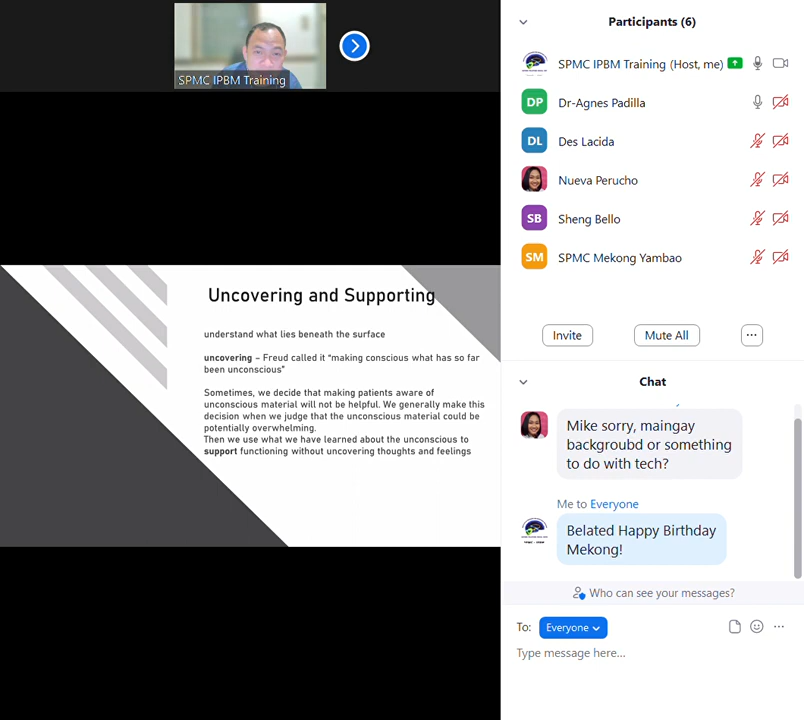 SPMC IPBM Training
Uncovering and Supporting
understand what lies beneath the surface
uncovering – Freud called it "making conscious what has so far
been unconscious"
Sometimes, we decide that making patients aware of
unconscious material will not be helpful. We generally make this
decision when we judge that the unconscious material could be
potentially overwhelming.
Then we use what we have learned about the unconscious to
support functioning without uncovering thoughts and feelings
Participants (6)
SPMC IPBM Training (Host, me)
DP Dr-Agnes Padilla
DL Des Lacida
Nueva Perucho
SB Sheng Bello
SM SPMC Mekong Yambao
Invite Mute All ...
Chat
Mike sorry, maingay
backgroubd or something
to do with tech?
Me to Everyone
Belated Happy Birthday
Mekong!
Who can see your messages?
To: Everyone
Type message here...